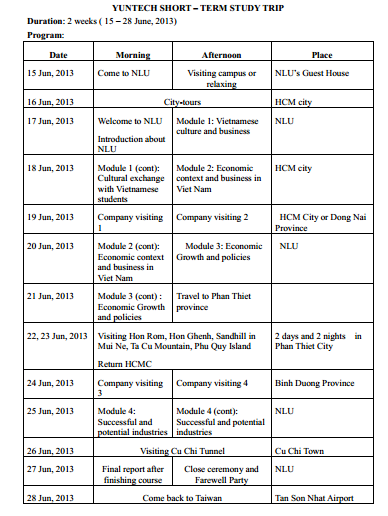 YUNTECH SHORT – TERM STUDY TRIP
Duration: 2 weeks ( 15 – 28 June, 2013)
Program:
Date Morning Afternoon Place
15 Jun, 2013 Come to NLU Visiting campus or relaxing NLU's Guest House
16 Jun, 2013 City-tours HCM city
17 Jun, 2013 Welcome to NLU Module 1: Vietnamese culture and business NLU
Introduction about NLU
18 Jun, 2013 Module 1 (cont): Cultural exchange with Vietnamese students Module 2: Economic context and business in Viet Nam HCM city
19 Jun, 2013 Company visiting 1 Company visiting 2 HCM City or Dong Nai Province
20 Jun, 2013 Module 2 (cont): Economic context and business in Viet Nam Module 3: Economic Growth and policies NLU
21 Jun, 2013 Module 3 (cont) : Economic Growth and policies Travel to Phan Thiet province
22, 23 Jun, 2013 Visiting Hon Rom, Hon Ghenh, Sandhill in Mui Ne, Ta Cu Mountain, Phu Quy Island 2 days and 2 nights in Phan Thiet City
Return HCMC
24 Jun, 2013 Company visiting 3 Company visiting 4 Binh Duong Province
25 Jun, 2013 Module 4: Successful and potential industries Module 4 (cont): Successful and potential industries NLU
26 Jun, 2013 Visiting Cu Chi Tunnel Cu Chi Town
27 Jun, 2013 Final report after finishing course Close ceremony and Farewell Party NLU
28 Jun, 2013 Come back to Taiwan Tan Son Nhat Airport